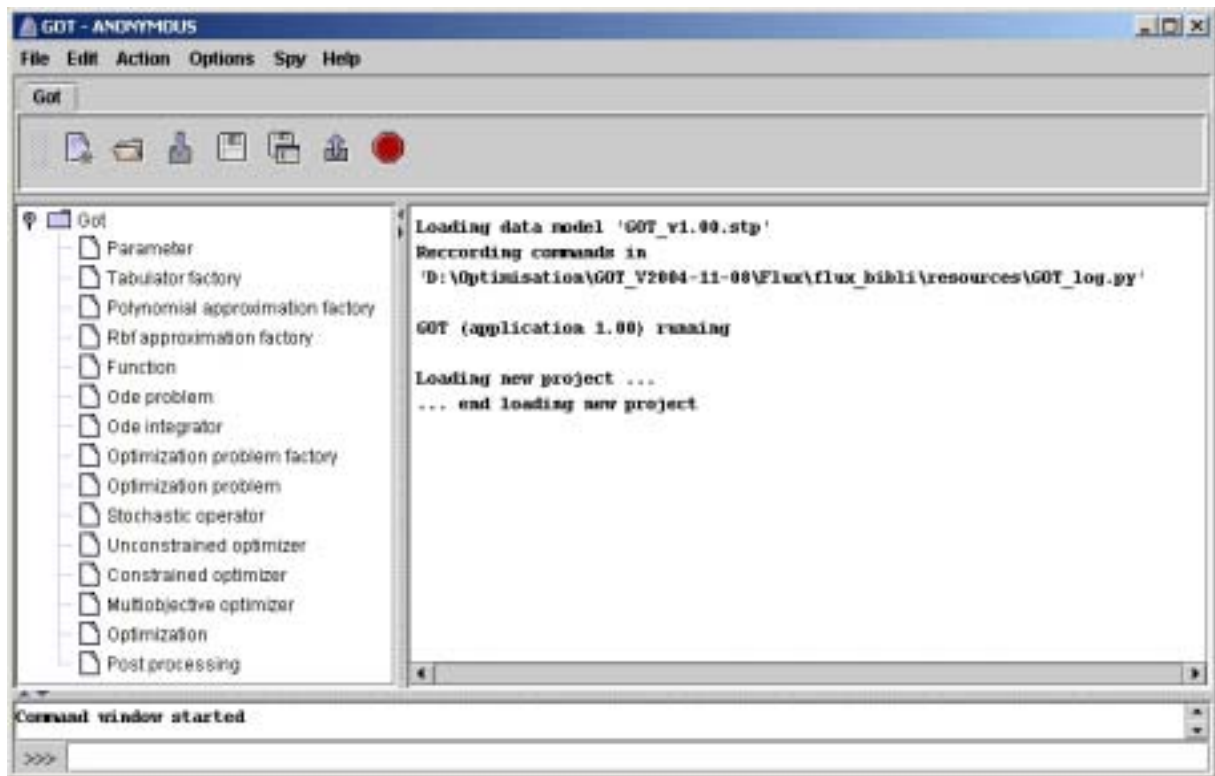 GOT - ANONYMOUS
File Edit Action Options Spy Help
Got
Got
Parameter
Tabulator factory
Polynomial approximation factory
Rbf approximation factory
Function
Ode problem
Ode integrator
Optimization problem factory
Optimization problem
Stochastic operator
Unconstrained optimizer
Constrained optimizer
Multiobjective optimizer
Optimization
Post processing
Loading data model 'GOT_v1.00.stp'
Reccording commands in
'D:\Optimisation\GOT_V2004-11-08\Flux\flux_bibli\resources\GOT_log.py'
GOT (application 1.00) running
Loading new project ...
... end loading new project
Command window started
>>>